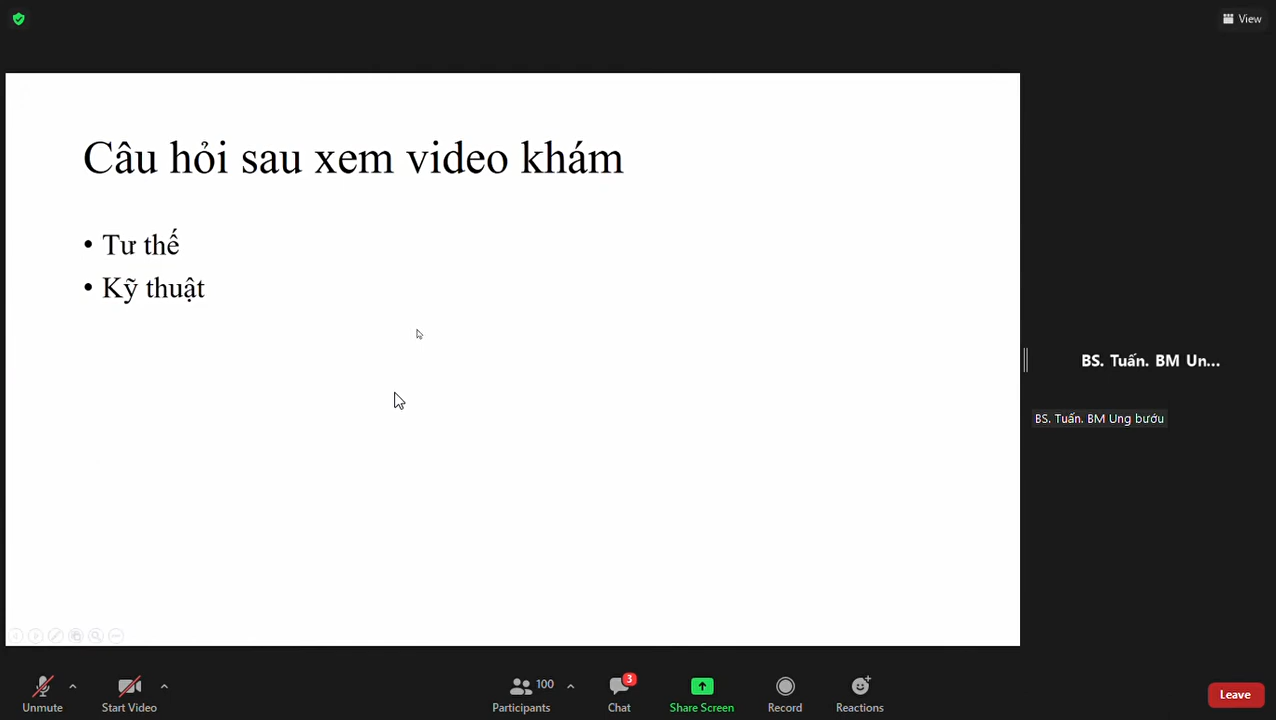 View
Câu hỏi sau xem video khám
• Tư thế
• Kỹ thuật
BS. Tuấn. BM Un...
BS. Tuấn. BM Ung bướu
Unmute
Start Video
100
Participants
3
Chat
Share Screen
Record
Reactions
Leave